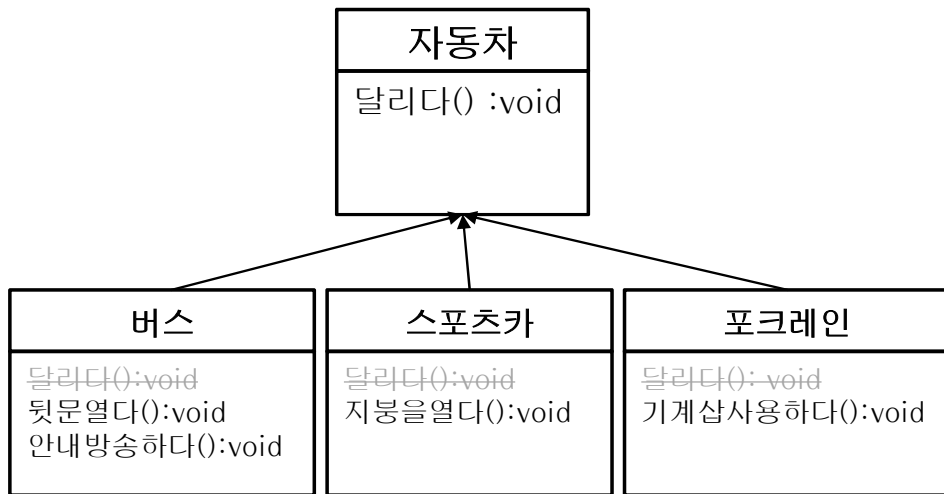 자동차
달리다() :void
버스
달리다():void
뒷문열다():void
안내방송하다():void
스포츠카
달리다():void
지붕을열다():void
포크레인
달리다(): void
기계삽사용하다():void